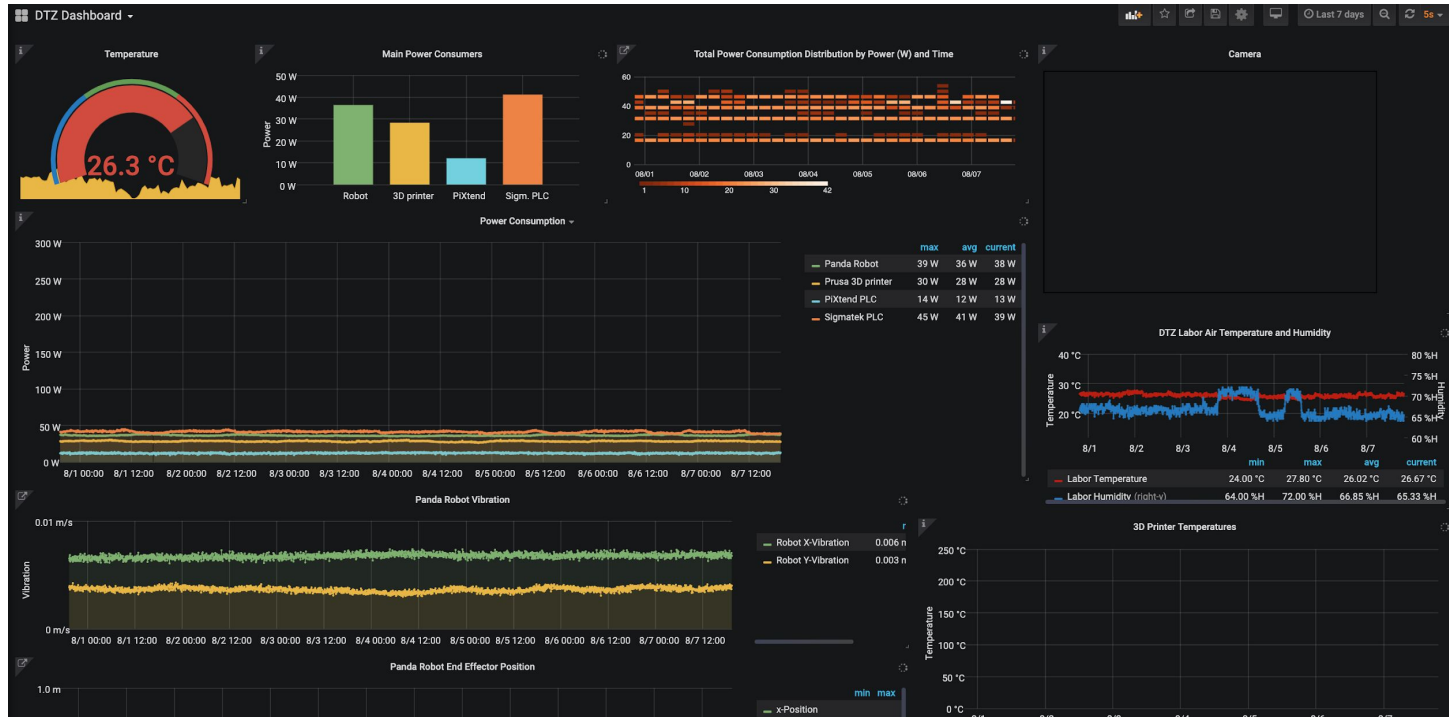 DTZ Dashboard
Last 7 days
5s
Temperature
26.3 °C
Main Power Consumers
50 W
40 W
30 W
20 W
10 W
0 W
Power
Robot 3D printer PiXtend Sigm. PLC
Total Power Consumption Distribution by Power (W) and Time
60
40
20
0
08/01 08/02 08/03 08/04 08/05 08/06 08/07
1 10 20 30 42
Camera
Power Consumption
300 W
250 W
200 W
150 W
100 W
50 W
0 W
Power
8/1 00:00 8/1 12:00 8/2 00:00 8/2 12:00 8/3 00:00 8/3 12:00 8/4 00:00 8/4 12:00 8/5 00:00 8/5 12:00 8/6 00:00 8/6 12:00 8/7 00:00 8/7 12:00
max avg current
Panda Robot 39 W 36 W 38 W
Prusa 3D printer 30 W 28 W 28 W
PiXtend PLC 14 W 12 W 13 W
Sigmatek PLC 45 W 41 W 39 W
DTZ Labor Air Temperature and Humidity
40 °C
30 °C
20 °C
Temperature
80 %H
75 %H
70 %H
65 %H
60 %H
Humidity
8/1 8/2 8/3 8/4 8/5 8/6 8/7
min max avg current
Labor Temperature 24.00 °C 27.80 °C 26.02 °C 26.67 °C
Labor Humidity (right-y) 64.00 %H 72.00 %H 66.85 %H 65.33 %H
Panda Robot Vibration
0.01 m/s
0 m/s
Vibration
8/1 00:00 8/1 12:00 8/2 00:00 8/2 12:00 8/3 00:00 8/3 12:00 8/4 00:00 8/4 12:00 8/5 00:00 8/5 12:00 8/6 00:00 8/6 12:00 8/7 00:00 8/7 12:00
Robot X-Vibration 0.006
Robot Y-Vibration 0.003
3D Printer Temperatures
250 °C
200 °C
150 °C
100 °C
50 °C
0 °C
Temperature
Panda Robot End Effector Position
1.0 m
min max
x-Position